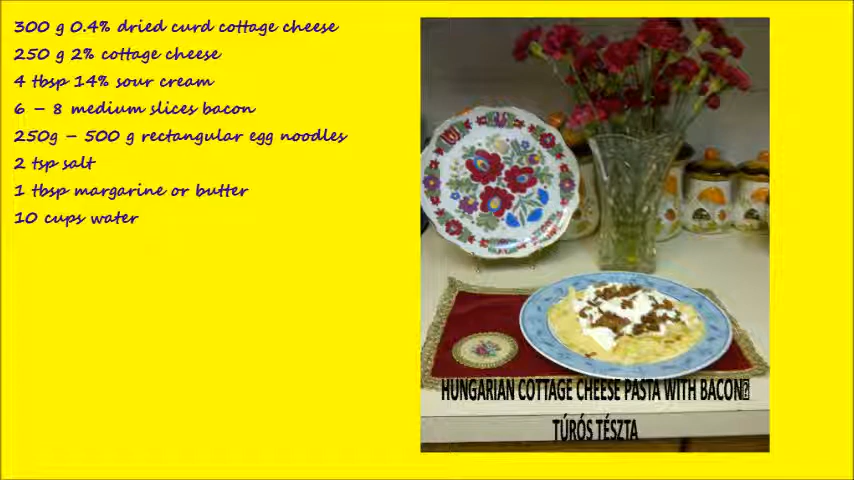 300 g 0.4% dried curd cottage cheese
250 g 2% cottage cheese
4 tbsp 14% sour cream
6 – 8 medium slices bacon
250g – 500 g rectangular egg noodles
2 tsp salt
1 tbsp margarine or butter
10 cups water
HUNGARIAN COTTAGE CHEESE PASTA WITH BACON
TÚRÓS TÉSZTA